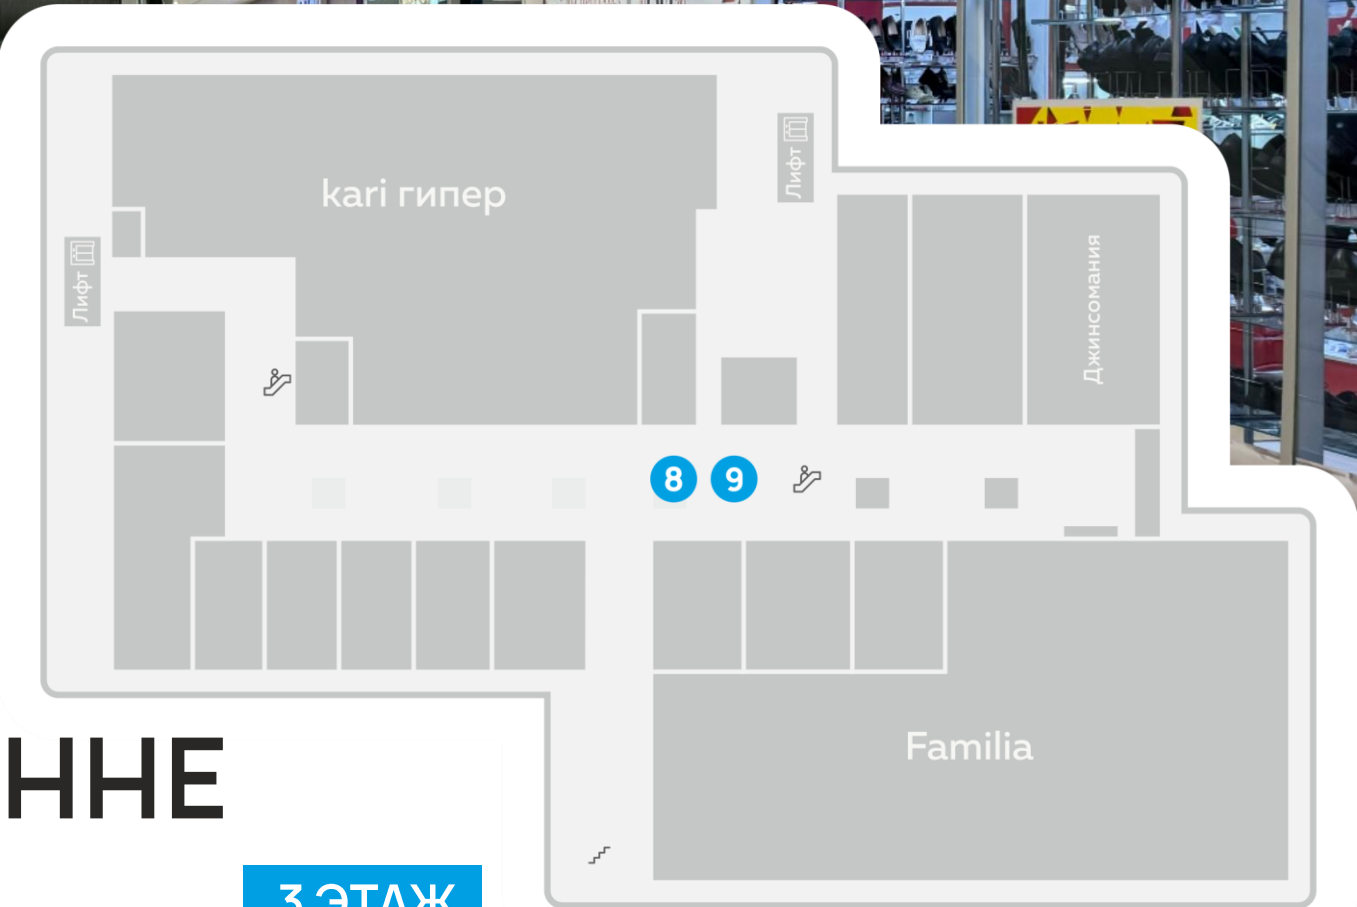 Лифт
kari гипер
Лифт
Джинсомания
8 9
Familia
ННЕ
3 ЭТАЖ